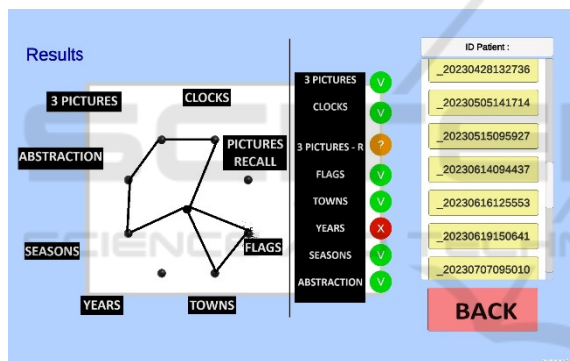 Results
3 PICTURES
CLOCKS
PICTURES
RECALL
ABSTRACTION
SEASONS
FLAGS
YEARS
TOWNS
3 PICTURES V
CLOCKS V
3 PICTURES - R ?
FLAGS V
TOWNS V
YEARS X
SEASONS V
ABSTRACTION V
ID Patient :
_20230428132736
_20230505141714
_20230515095927
_20230614094437
_20230616125553
_20230619150641
_20230707095010
BACK